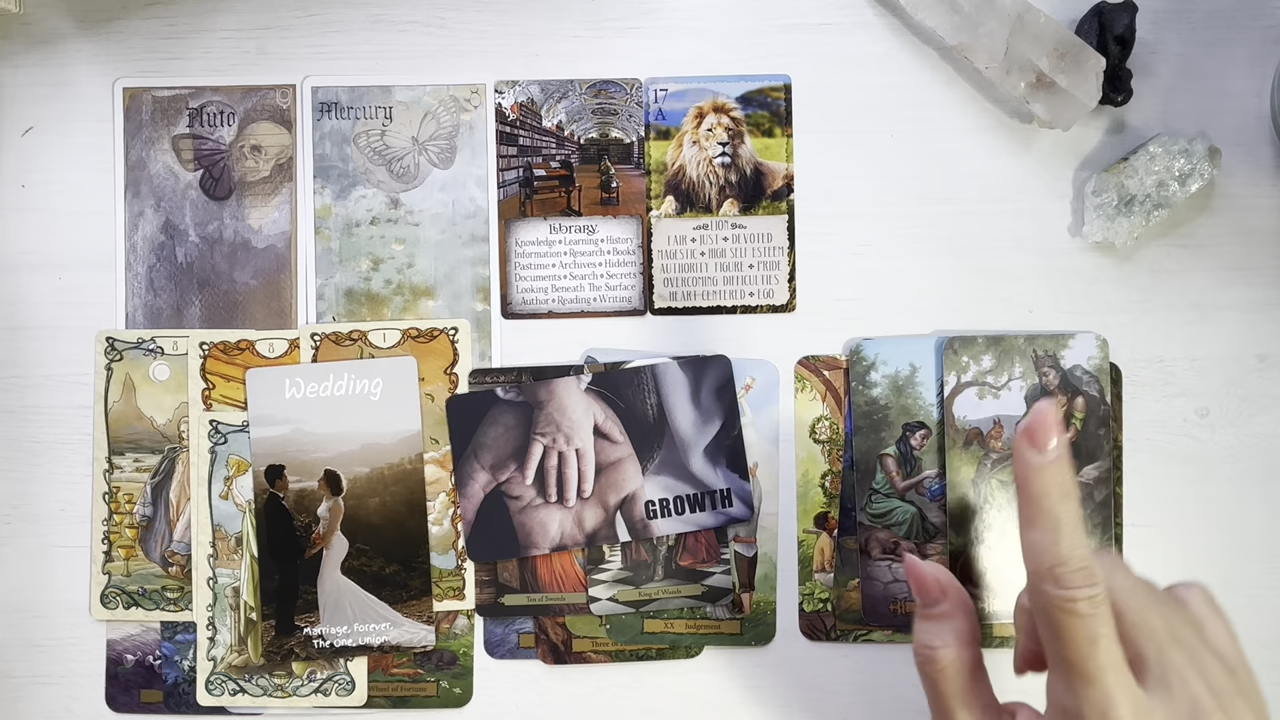 Pluto
Mercury
Library
Knowledge • Learning • History
Information • Research • Books
Pastime • Archives • Hidden
Documents • Search • Secrets
Looking Beneath The Surface
Author • Reading • Writing
17
A
LION
FAIR ❖ JUST ❖ DEVOTED
MAGESTIC ❖ HIGH SELF ESTEEM
AUTHORITY FIGURE ❖ PRIDE
OVERCOMING DIFFICULTIES
HEART CENTERED ❖ EGO
8
8
1
Wedding
Marriage, Forever,
The One, Union
Wheel of Fortune
GROWTH
Ten of Swords
King of Wands
XX • Judgement
Three of